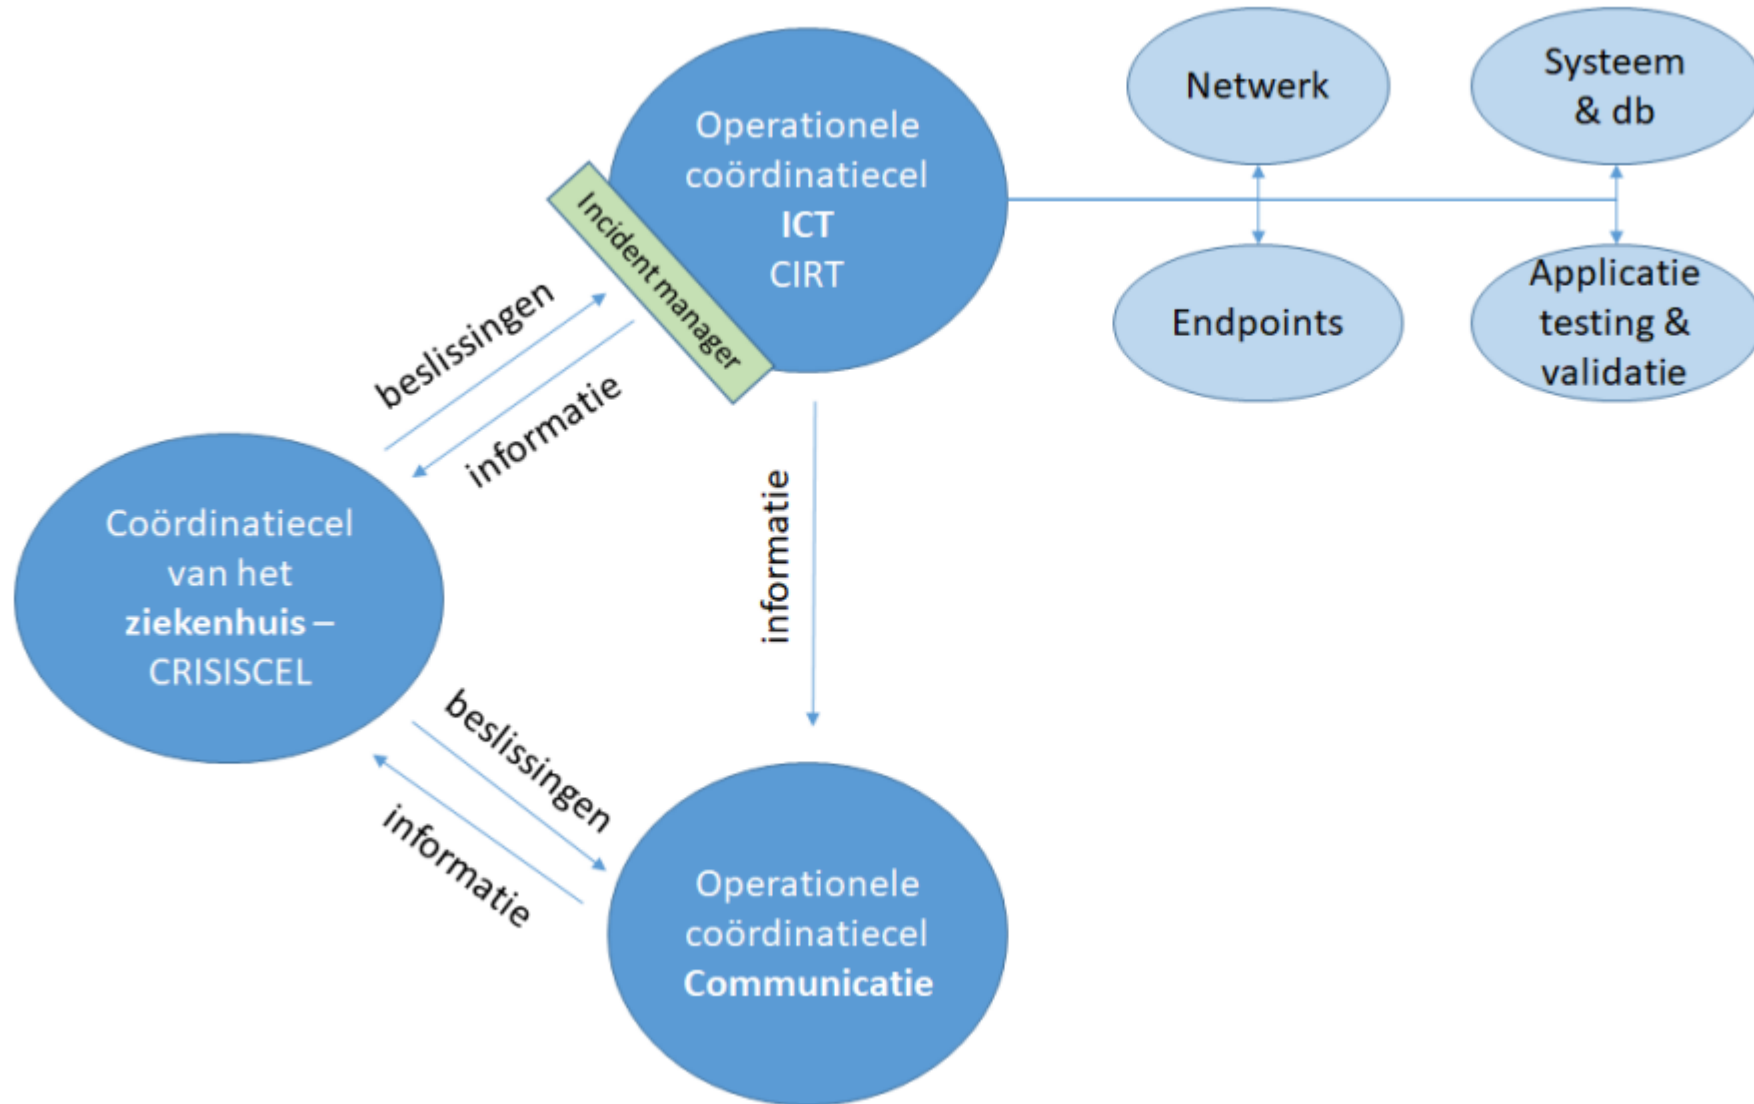 Operationele
coördinatiecel
ICT
CIRT
Incident manager
Netwerk
Systeem
& db
Endpoints
Applicatie
testing &
validatie
beslissingen
informatie
informatie
Coördinatiecel
van het
ziekenhuis –
CRISISCEL
beslissingen
informatie
Operationele
coördinatiecel
Communicatie